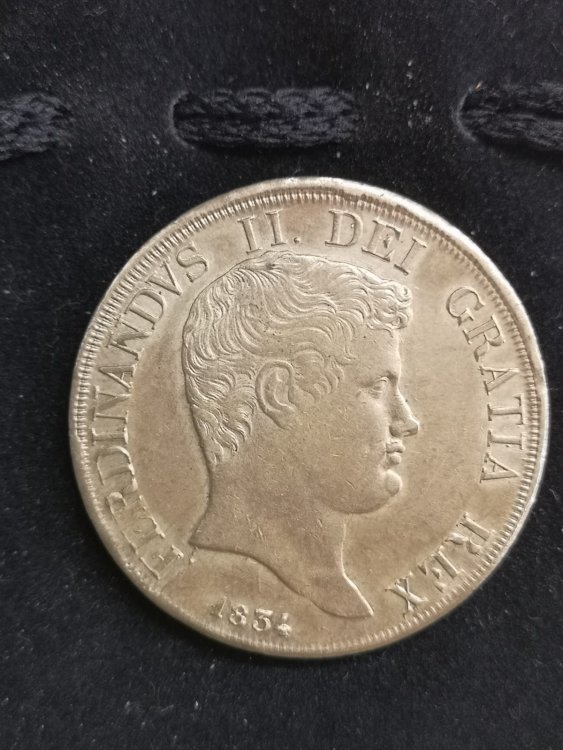 FERDINANDVS II. DEI GRATIA REX
1834